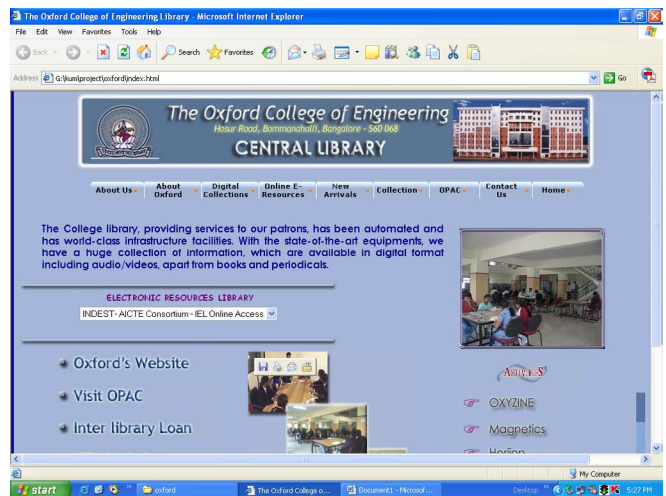 The Oxford College of Engineering Library - Microsoft Internet Explorer
File Edit View Favorites Tools Help
Back Search Favorites
Address G:\kuml\project\oxford\index.html Go
The Oxford College of Engineering
Hosur Road, Bommanahalli, Bangalore - 560 068
CENTRAL LIBRARY
About Us About Oxford Digital Collections Online E-Resources New Arrivals Collection OPAC Contact Us Home
The College library, providing services to our patrons, has been automated and
has world-class infrastructure facilities. With the state-of-the-art equipments, we
have a huge collection of information, which are available in digital format
including audio/videos, apart from books and periodicals.
ELECTRONIC RESOURCES LIBRARY
INDEST- AICTE Consortium - IEL Online Access
Oxford's Website
Visit OPAC
Inter library Loan
ACTIVITIES
OXYZINE
Magnetics
My Computer
start oxford The Oxford College o... Document1 - Microsof... Desktop 5:27 PM